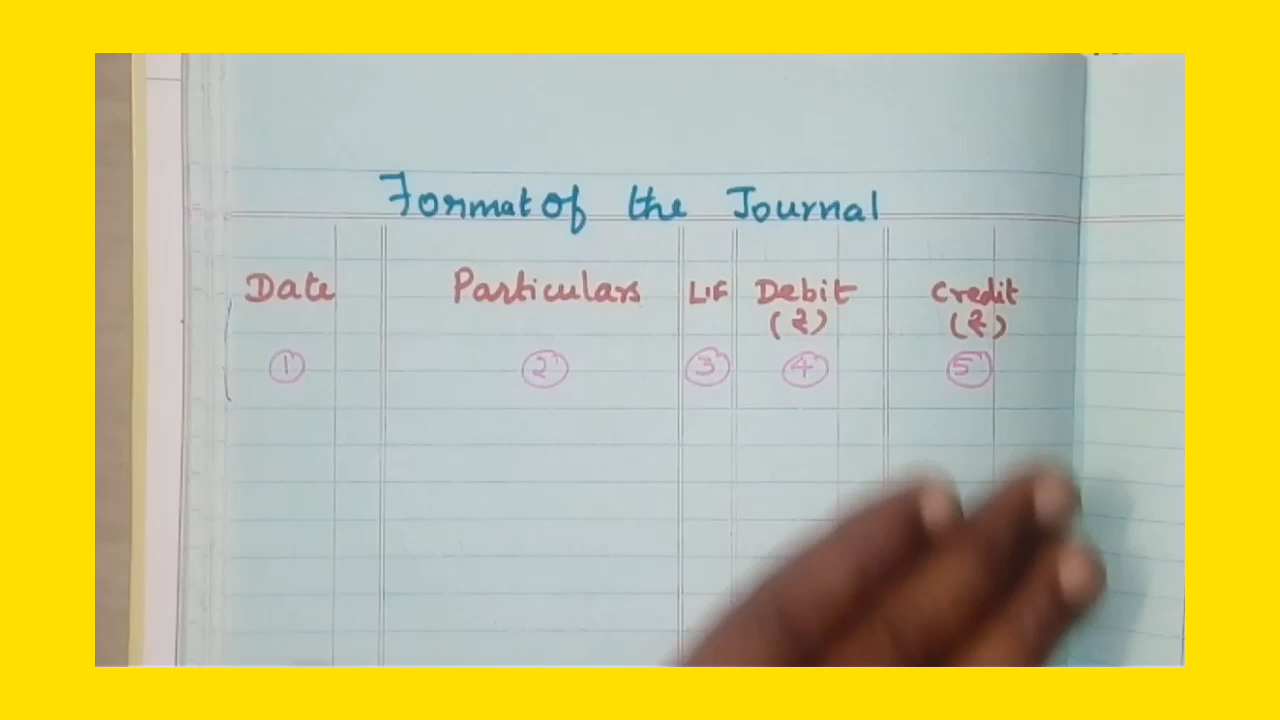 Format of the Journal
Date Particulars L.F Debit Credit
(₹) (₹)
① ② ③ ④ ⑤